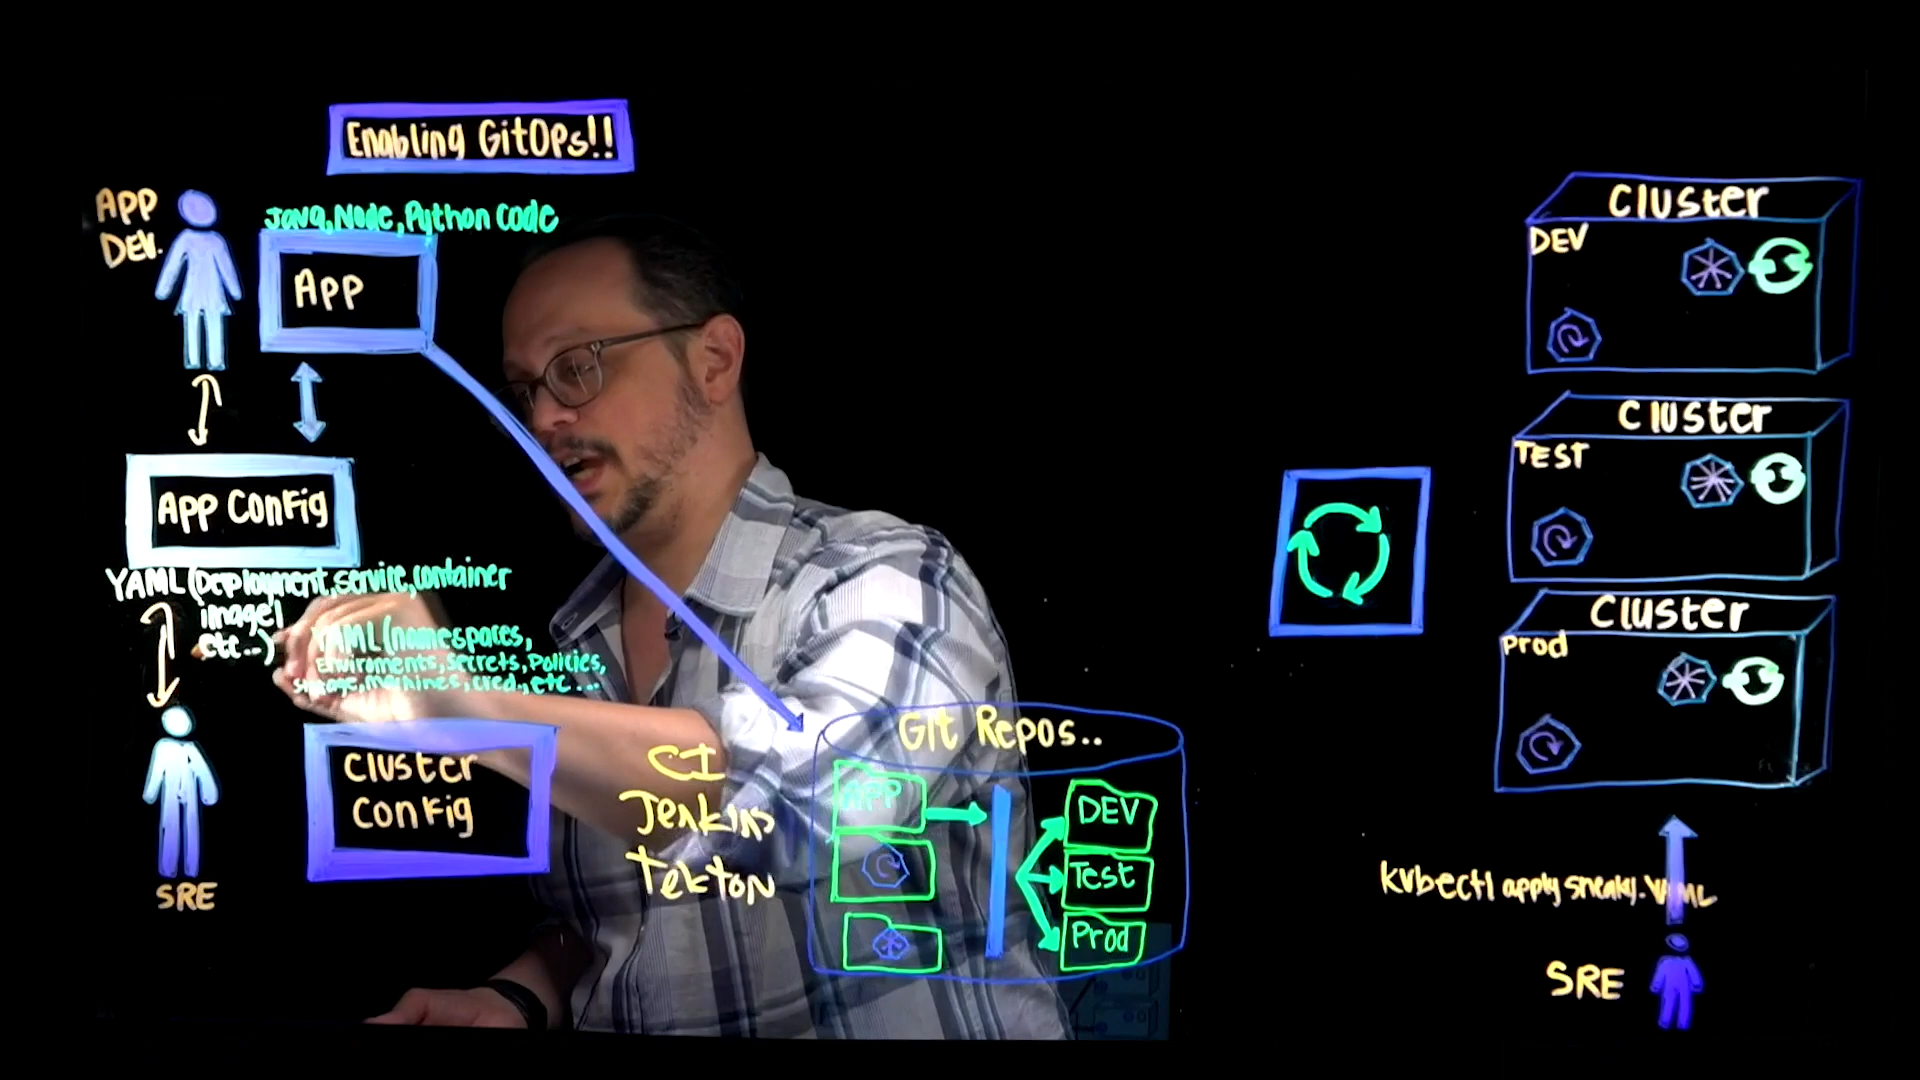 Enabling GitOps!!
APP
DEV.
Java, Node, Python code
APP
APP Config
YAML (Deployment, service, container
image)
etc..)
YAML (namespaces,
Enviroments, secrets, Policies,
storage, machines, cred., etc ...
SRE
Cluster
Config
CI
Jenkins
Tekton
Git Repos..
APP
DEV
Test
Prod
Cluster
DEV
Cluster
TEST
Cluster
Prod
kubectl apply sneaky.YAML
SRE